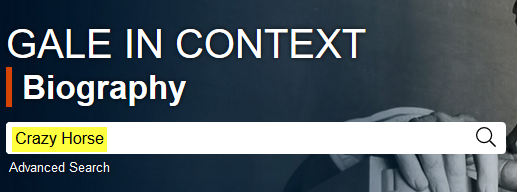 GALE IN CONTEXT
Biography
Crazy Horse
Advanced Search